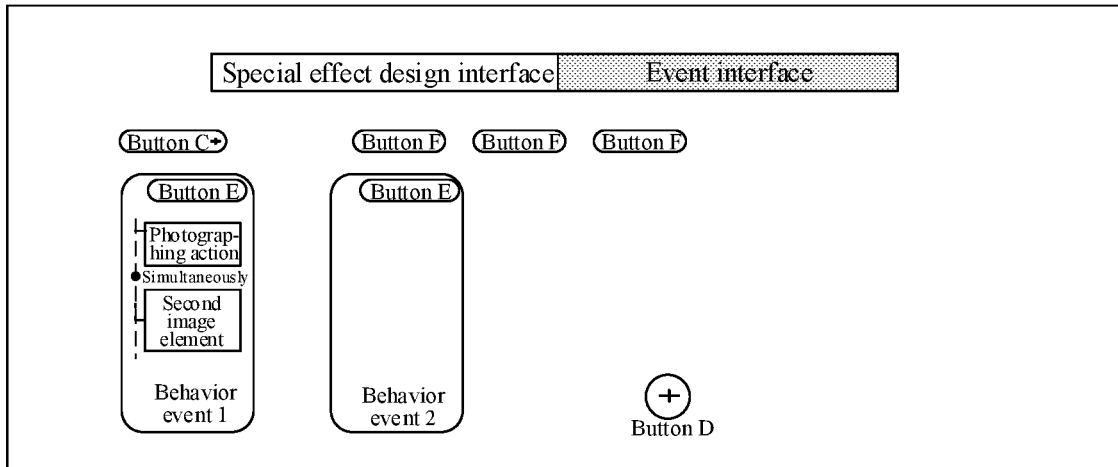 Special effect design interface Event interface
Button C+ Button F Button F Button F
Button E Button E
Photograp-
hing action
Simultaneously
Second
image
element
Behavior
event 1
Behavior
event 2
+
Button D